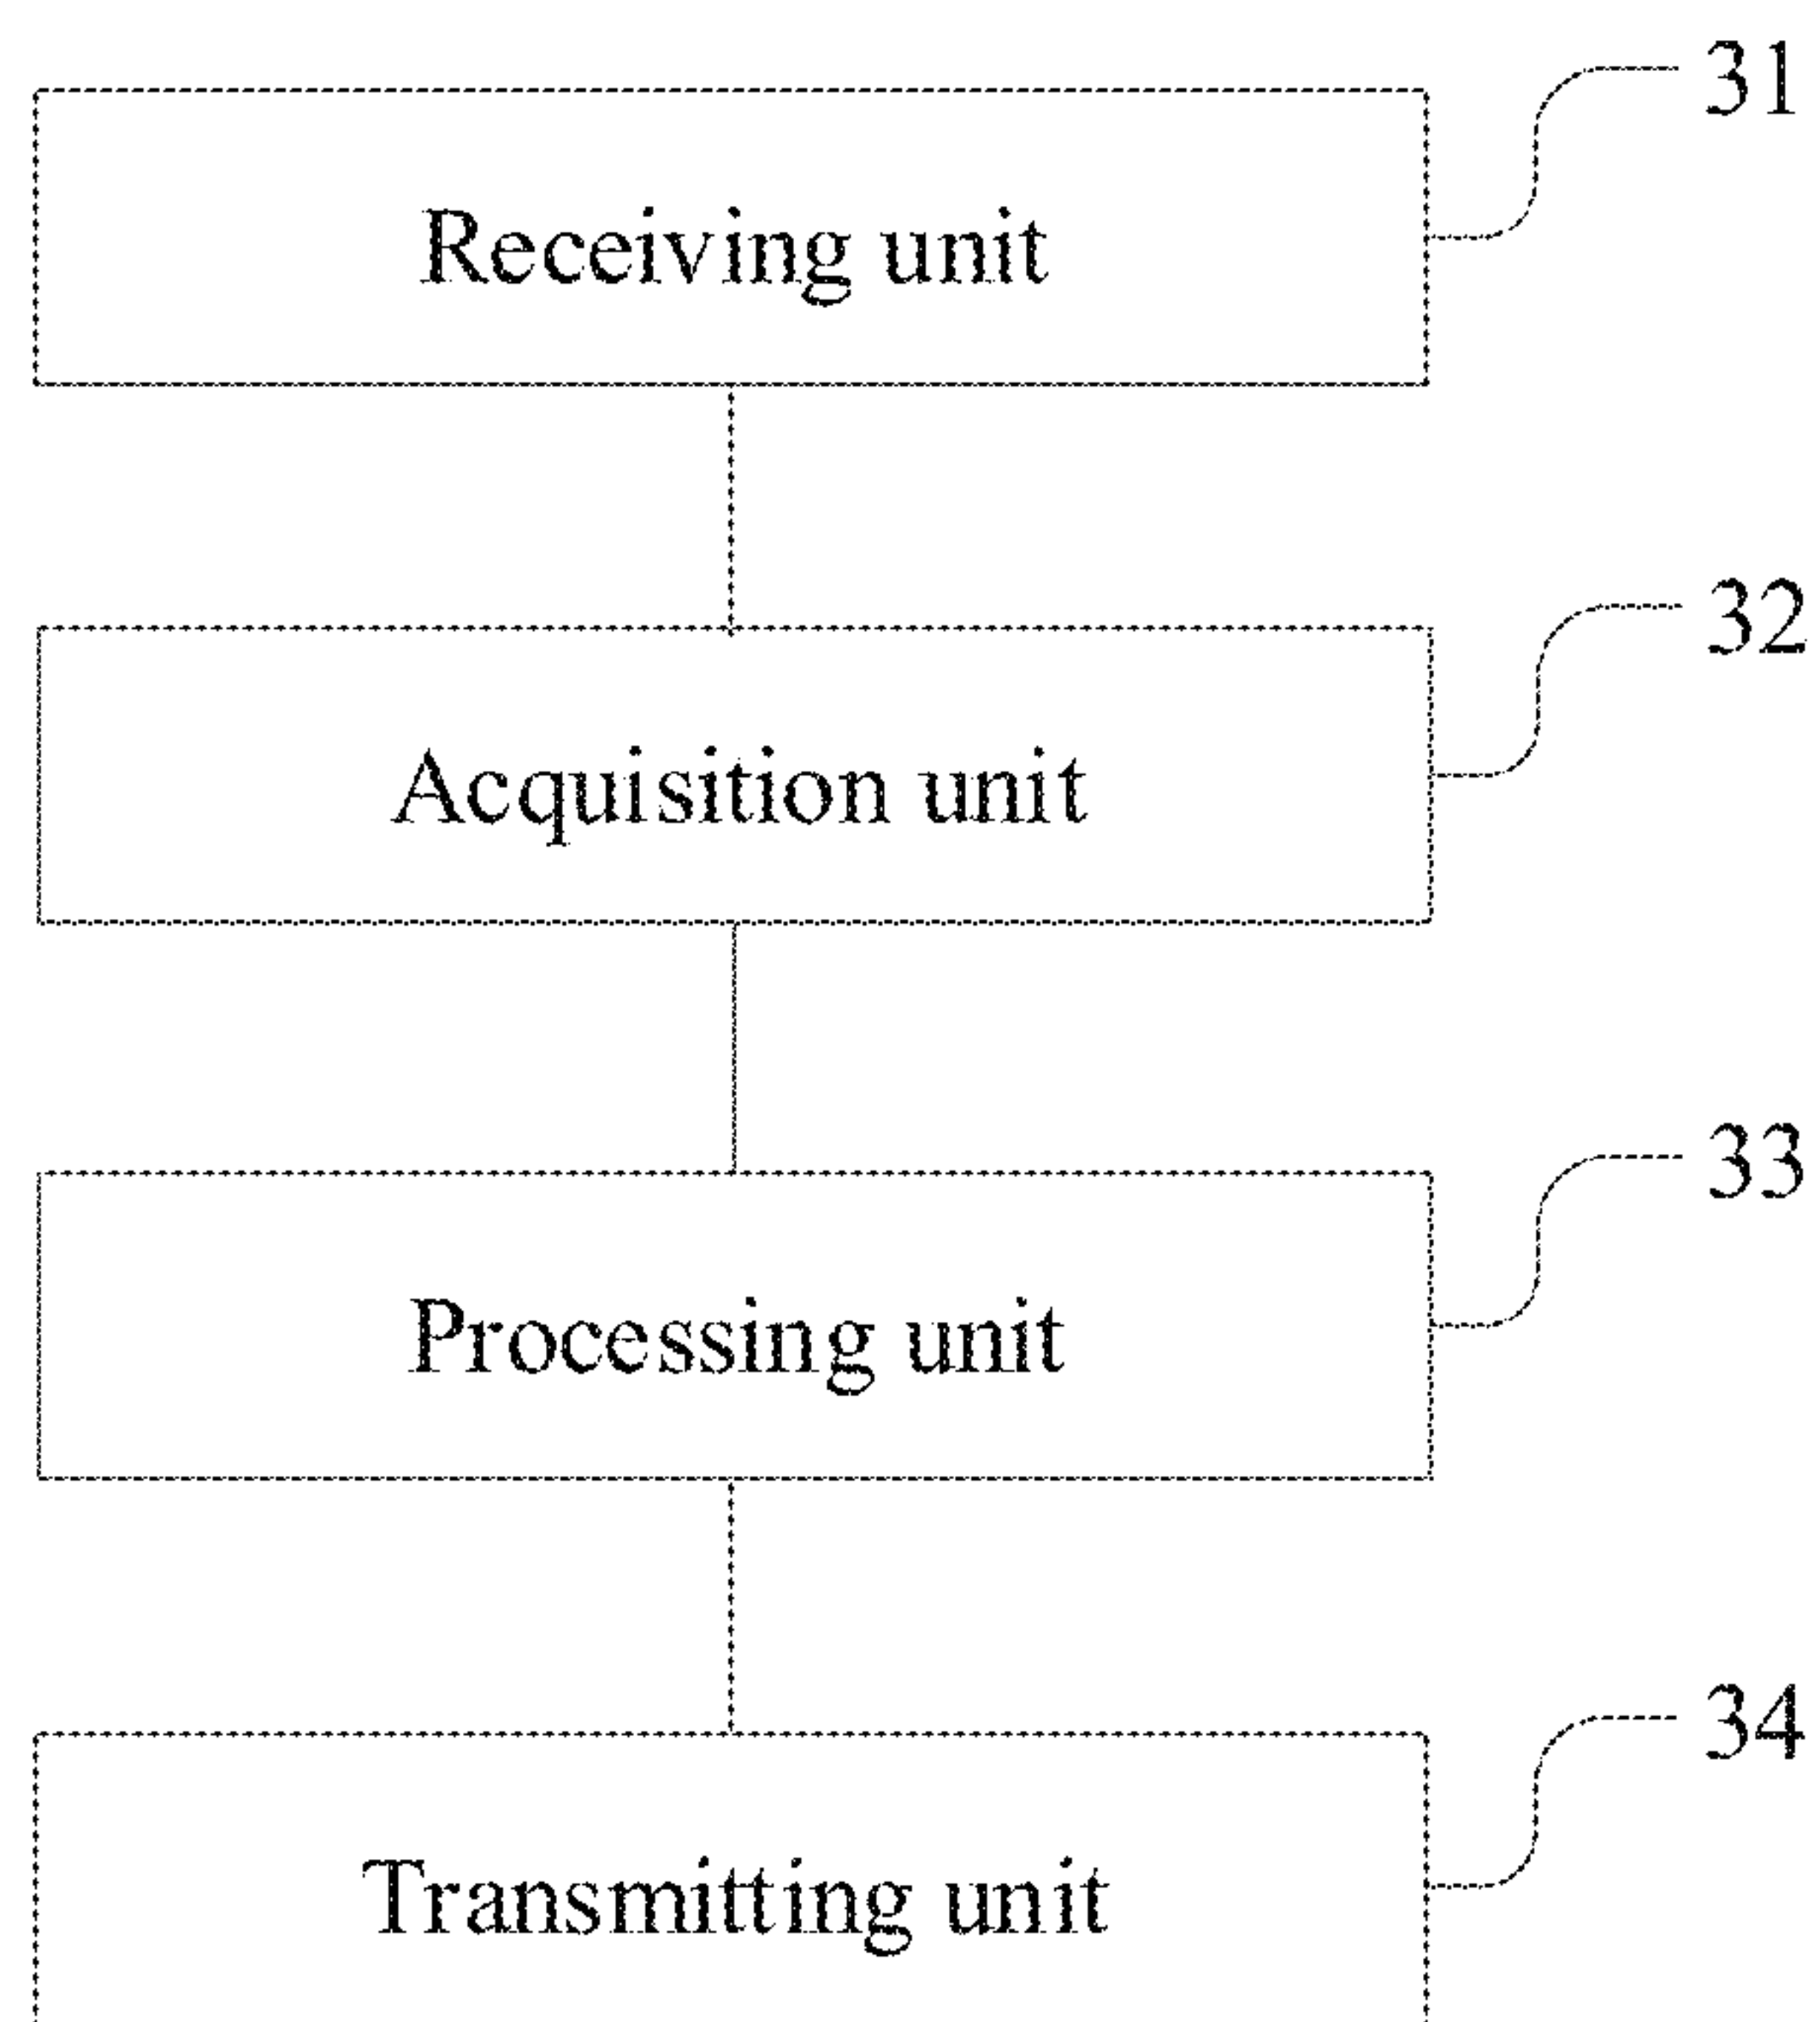 31
Receiving unit
32
Acquisition unit
33
Processing unit
34
Transmitting unit